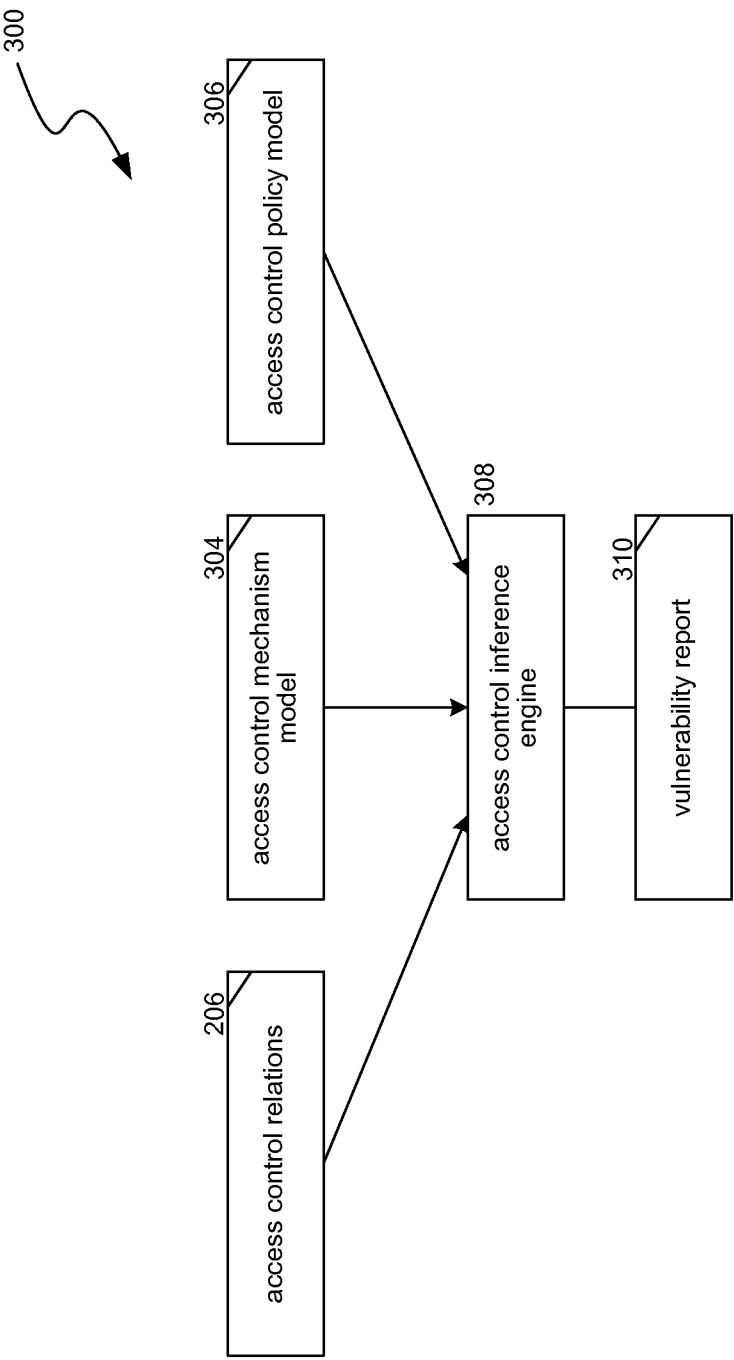 300
206
access control relations
304
access control mechanism
model
306
access control policy model
308
access control inference
engine
310
vulnerability report